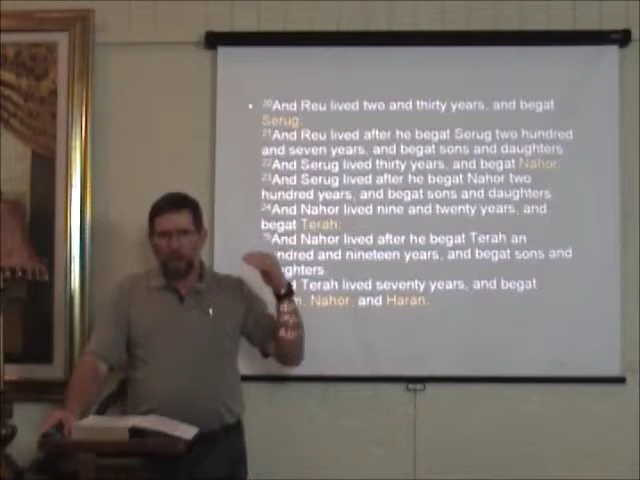 • 20And Reu lived two and thirty years, and begat
Serug:
21And Reu lived after he begat Serug two hundred
and seven years, and begat sons and daughters
22And Serug lived thirty years, and begat Nahor:
23And Serug lived after he begat Nahor two
hundred years, and begat sons and daughters
24And Nahor lived nine and twenty years, and
begat Terah:
25And Nahor lived after he begat Terah an
ndred and nineteen years, and begat sons and
ughters
d Terah lived seventy years, and begat
m, Nahor, and Haran.